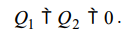 Q₁ † Q₂ † 0.